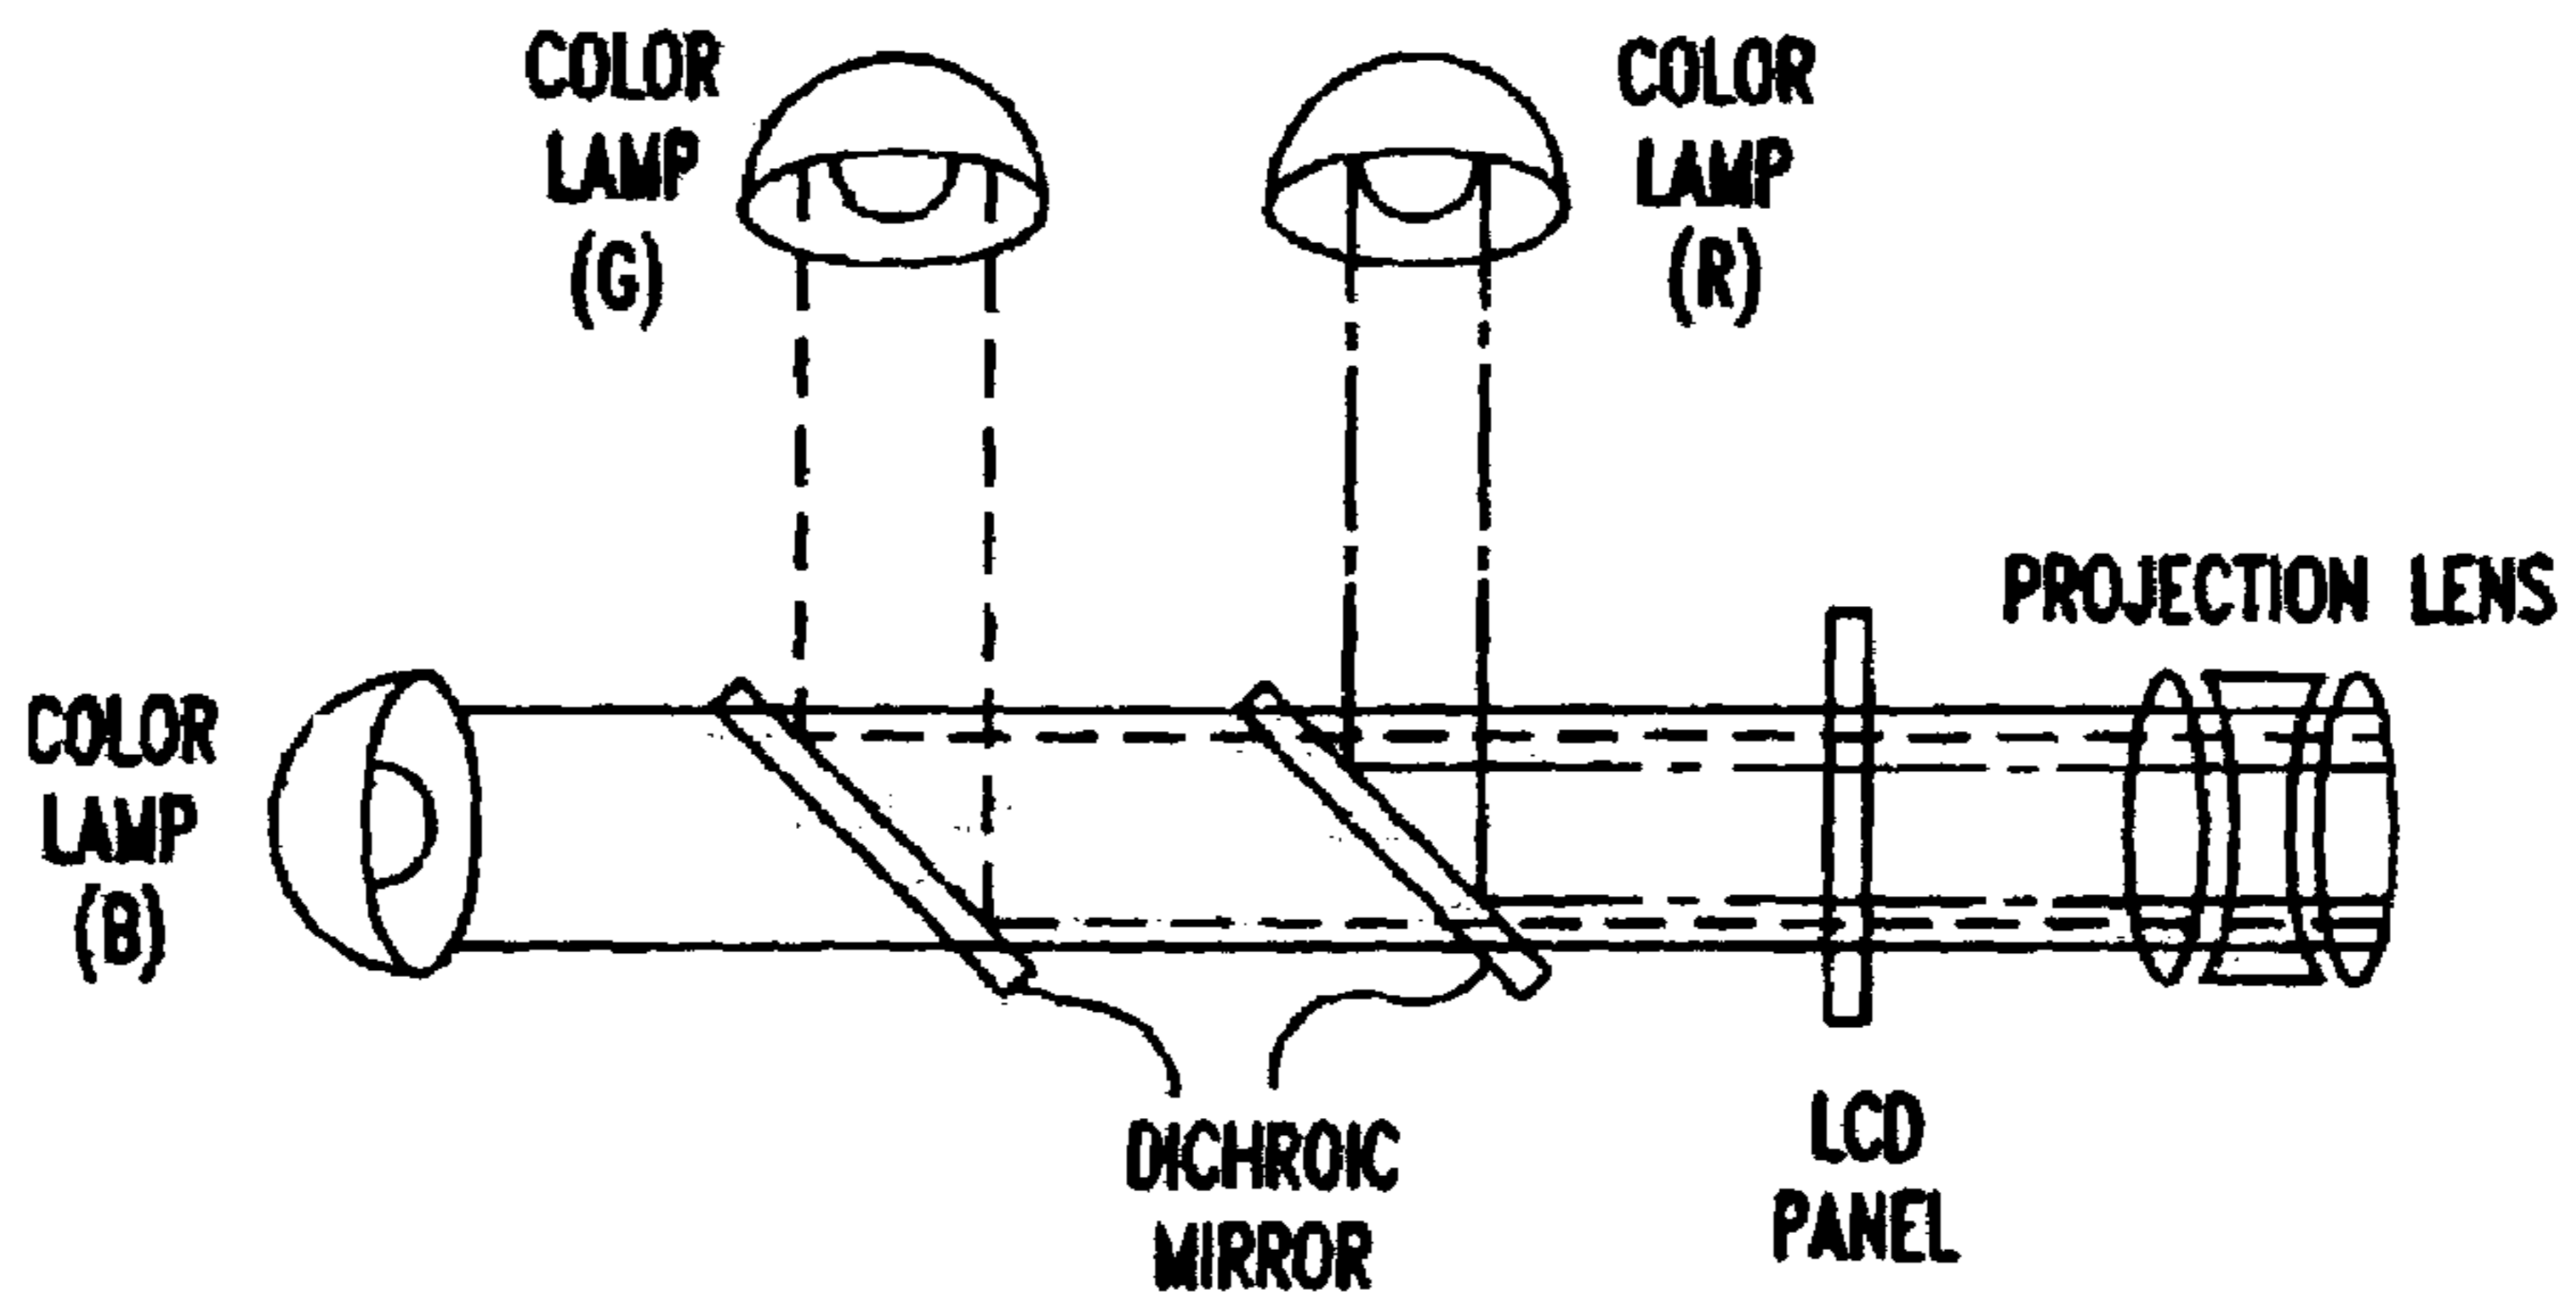 COLOR
LAMP
(G)
COLOR
LAMP
(R)
PROJECTION LENS
COLOR
LAMP
(B)
DICHROIC
MIRROR
LCD
PANEL